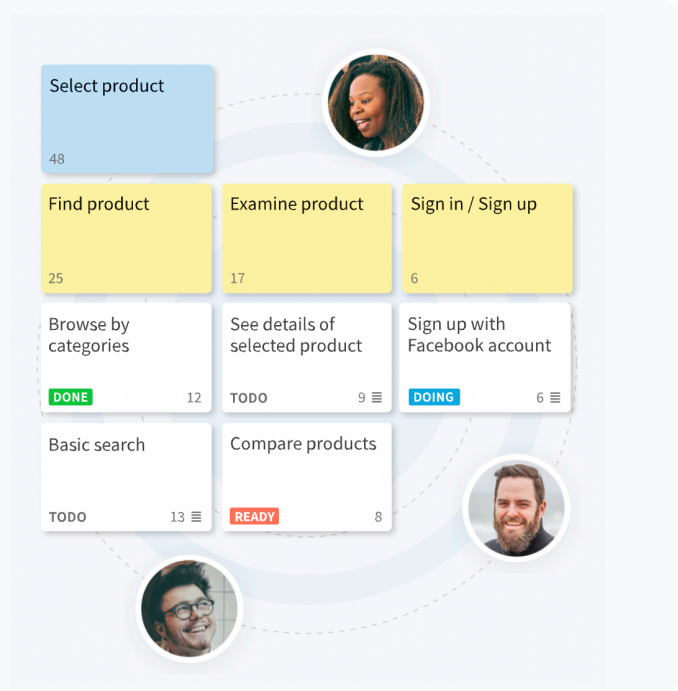 Select product
48
Find product
25
Examine product
17
Sign in / Sign up
6
Browse by
categories
DONE 12
See details of
selected product
TODO 9
Sign up with
Facebook account
DOING 6
Basic search
TODO 13
Compare products
READY 8